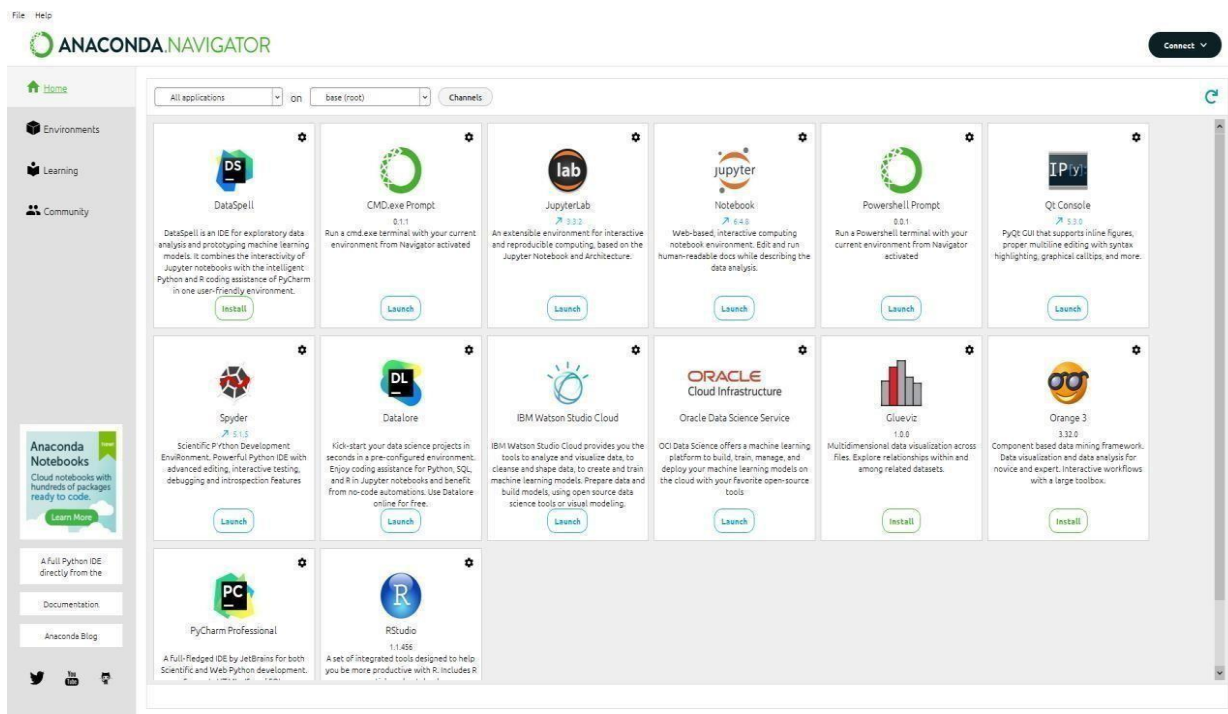 File Help
ANACONDA.NAVIGATOR
Connect
Home
All applications on base (root) Channels
Environments
Learning
Community
DS
DataSpell
DataSpell is an IDE for exploratory data
analysis and prototyping machine learning
models. It combines the interactivity of
Jupyter notebooks with the intelligent
Python and R coding assistance of PyCharm
in one user-friendly environment.
Install
CMD.exe Prompt
0.1.1
Run a cmd.exe terminal with your current
environment from Navigator activated
Launch
lab
JupyterLab
3.3.2
An extensible environment for interactive
and reproducible computing, based on the
Jupyter Notebook and Architecture.
Launch
jupyter
Notebook
6.4.8
Web-based, interactive computing
notebook environment. Edit and run
human-readable docs while describing the
data analysis.
Launch
Powershell Prompt
0.0.1
Run a Powershell terminal with your
current environment from Navigator
activated
Launch
IP[y]:
Qt Console
5.3.0
PyQt GUI that supports inline figures,
proper multiline editing with syntax
highlighting, graphical calltips, and more.
Launch
Spyder
5.1.5
Scientific PYthon Development
EnviRonment. Powerful Python IDE with
advanced editing, interactive testing,
debugging and introspection features
Launch
DL
Datalore
Kick-start your data science projects in
seconds in a pre-configured environment.
Enjoy coding assistance for Python, SQL,
and R in Jupyter notebooks and benefit
from no-code automations. Use Datalore
online for free.
Launch
IBM Watson Studio Cloud
IBM Watson Studio Cloud provides you the
tools to analyze and visualize data, to
cleanse and shape data, to create and train
machine learning models. Prepare data and
build models, using open source data
science tools or visual modeling.
Launch
ORACLE
Cloud Infrastructure
Oracle Data Science Service
OCI Data Science offers a machine learning
platform to build, train, manage, and
deploy your machine learning models on
the cloud with your favorite open-source
tools
Launch
Glueviz
1.0.0
Multidimensional data visualization across
files. Explore relationships within and
among related datasets.
Install
Orange 3
3.32.0
Component based data mining framework.
Data visualization and data analysis for
novice and expert. Interactive workflows
with a large toolbox.
Install
PC
PyCharm Professional
A full-fledged IDE by JetBrains for both
Scientific and Web Python development.
R
RStudio
1.1.456
A set of integrated tools designed to help
you be more productive with R. Includes R
Anaconda
Notebooks
Cloud notebooks with
hundreds of packages
ready to code.
Learn More
A full Python IDE
directly from the
Documentation
Anaconda Blog
You
Tube